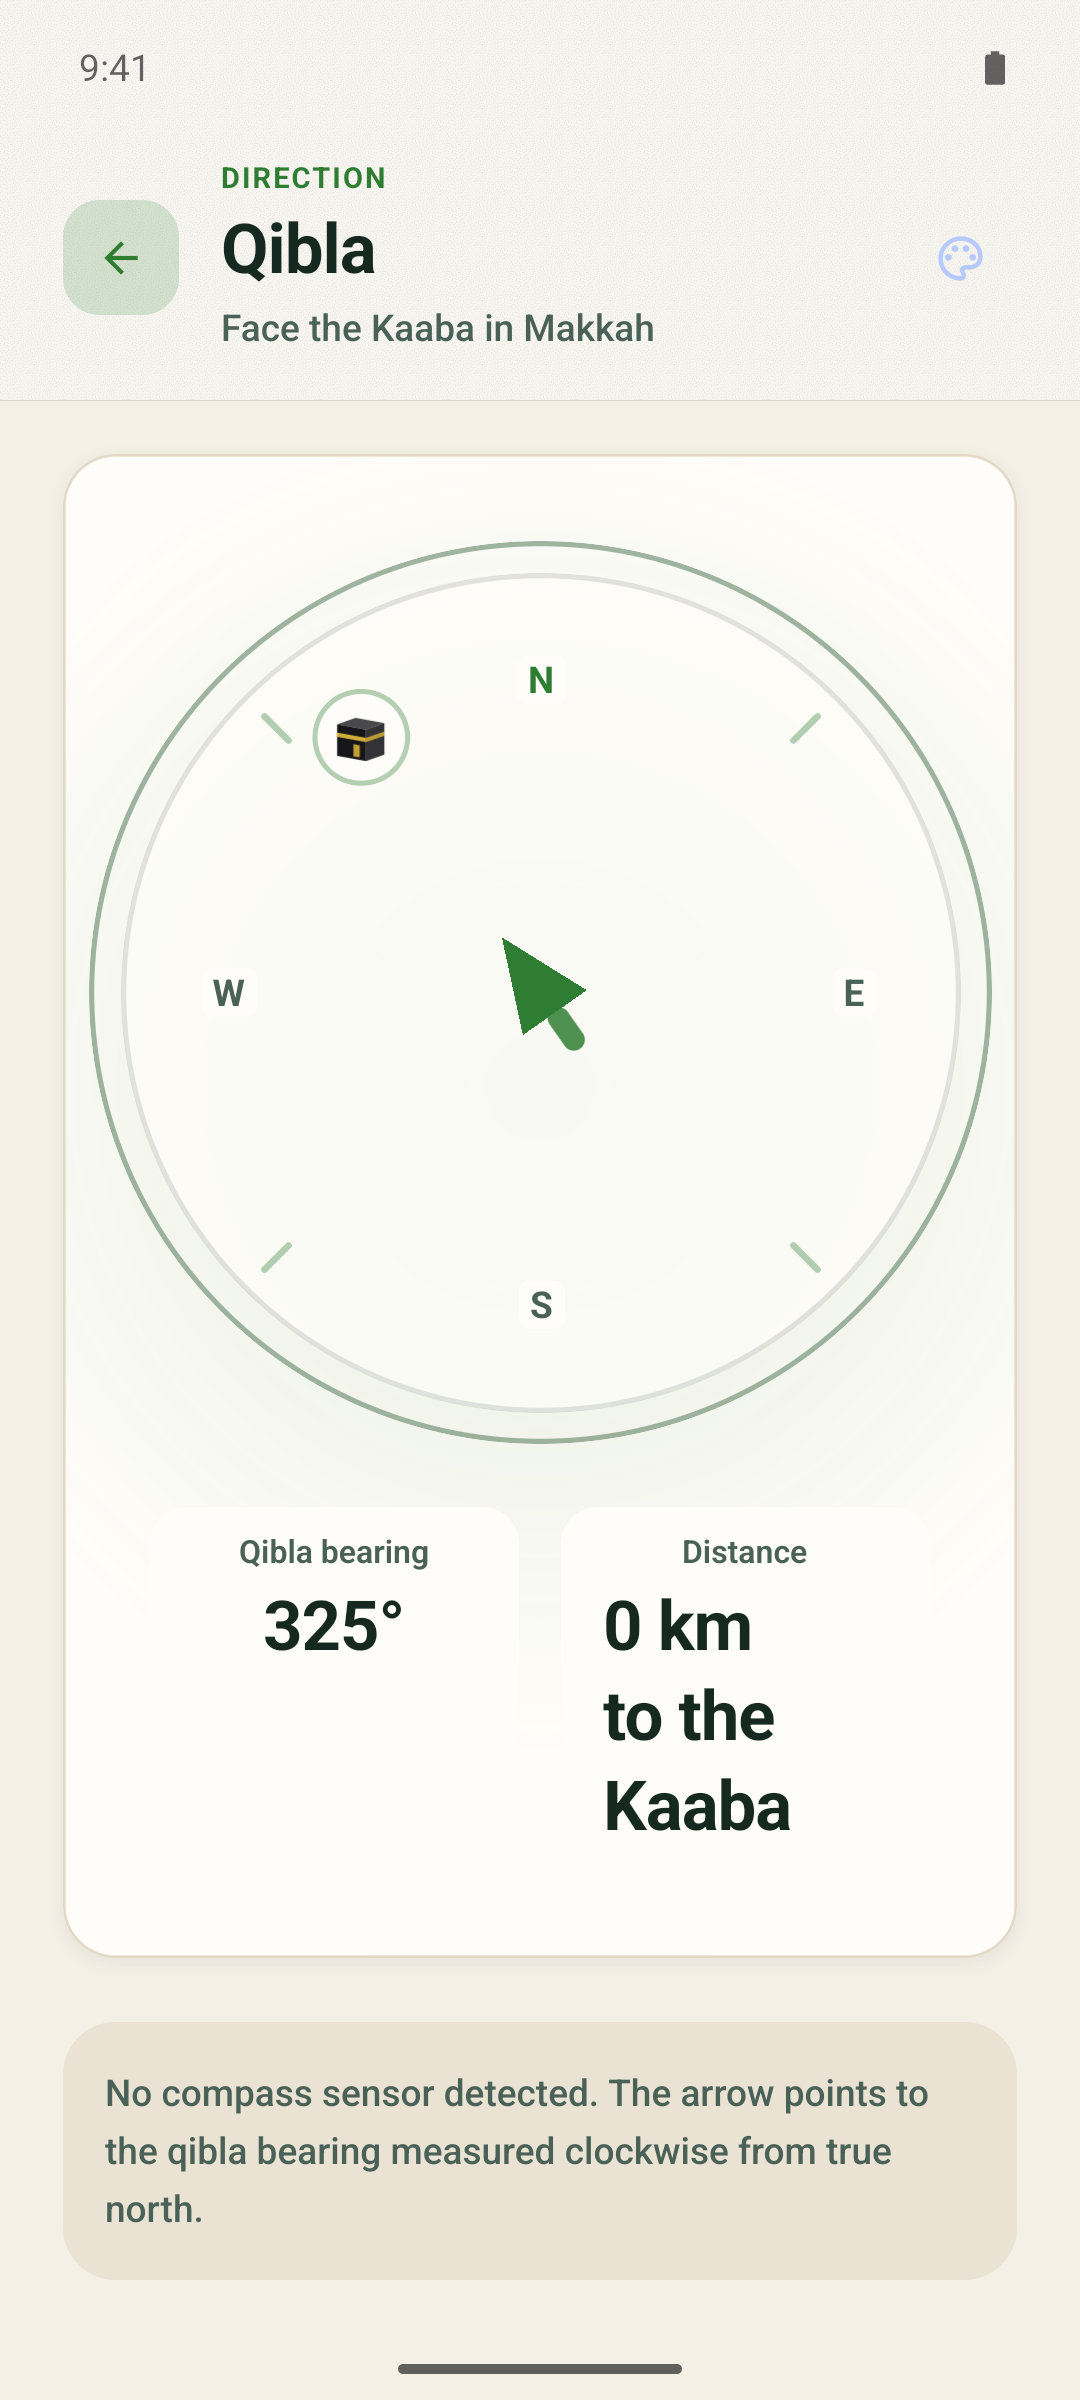 9:41
DIRECTION
Qibla
Face the Kaaba in Makkah
N
W
E
S
Qibla bearing
325°
Distance
0 km
to the
Kaaba
No compass sensor detected. The arrow points to
the qibla bearing measured clockwise from true
north.